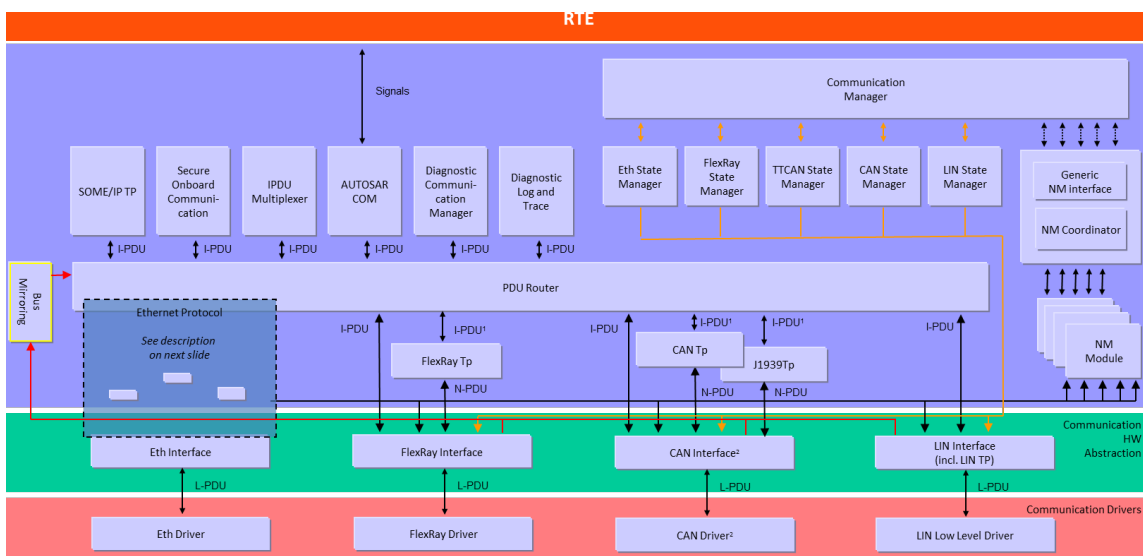 RTE
Signals
Communication
Manager
SOME/IP TP
Secure
Onboard
Communi-
cation
IPDU
Multiplexer
AUTOSAR
COM
Diagnostic
Communi-
cation
Manager
Diagnostic
Log and
Trace
Eth State
Manager
FlexRay
State
Manager
TTCAN State
Manager
CAN State
Manager
LIN State
Manager
Generic
NM interface
NM Coordinator
I-PDU
I-PDU
I-PDU
I-PDU
I-PDU
I-PDU
Bus
Mirroring
PDU Router
Ethernet Protocol
See description
on next slide
I-PDU
I-PDU¹
I-PDU
I-PDU¹
I-PDU¹
I-PDU
FlexRay Tp
CAN Tp
J1939Tp
NM
Module
N-PDU
N-PDU
N-PDU
Communication
HW
Abstraction
Eth Interface
FlexRay Interface
CAN Interface²
LIN Interface
(incl. LIN TP)
L-PDU
L-PDU
L-PDU
L-PDU
Communication Drivers
Eth Driver
FlexRay Driver
CAN Driver²
LIN Low Level Driver